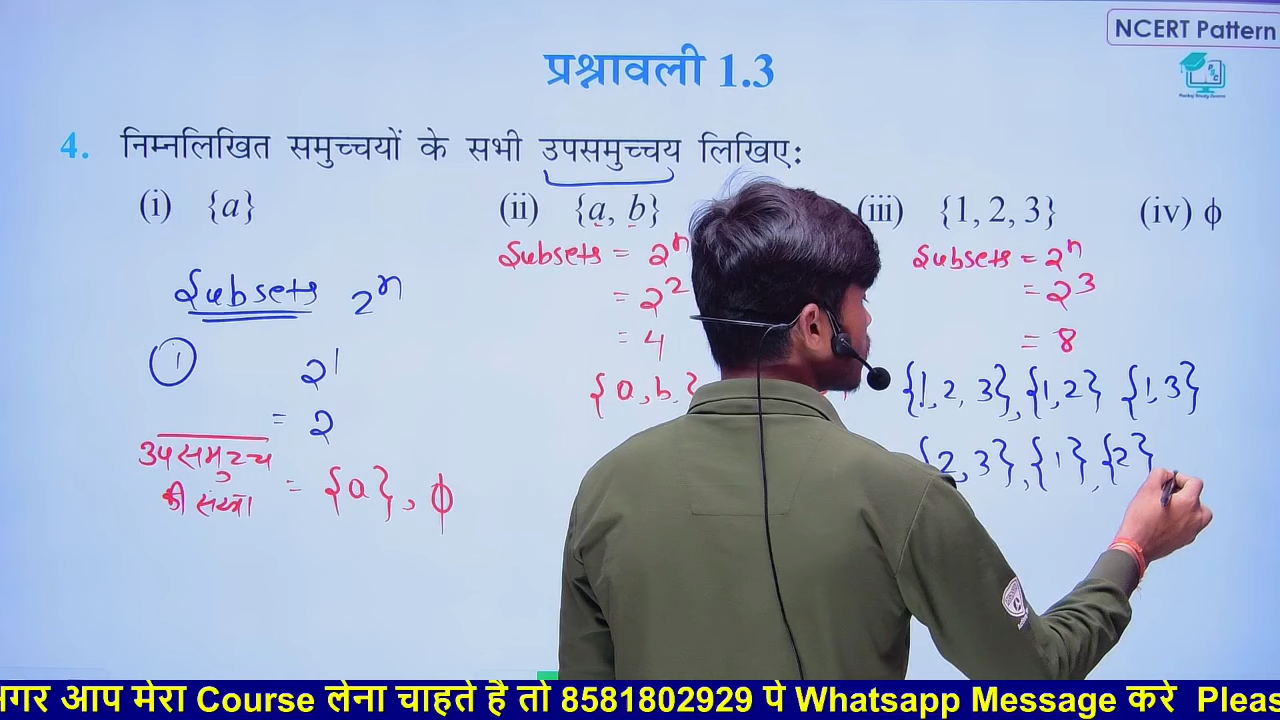 NCERT Pattern
प्रश्नावली 1.3
4. निम्नलिखित समुच्चयों के सभी उपसमुच्चय लिखिए:
(i) {a} (ii) {a, b} (iii) {1, 2, 3} (iv) ϕ
Subsets 2ⁿ
① 2¹
= 2
उपसमुच्च
की संख्या = {a}, ϕ
Subsets = 2ⁿ
= 2²
= 4
{a, b,}
Subsets = 2ⁿ
= 2³
= 8
{1, 2, 3}, {1, 2} {1, 3}
{2, 3}, {1}, {2}
अगर आप मेरा Course लेना चाहते है तो 8581802929 पे Whatsapp Message करे Pleas